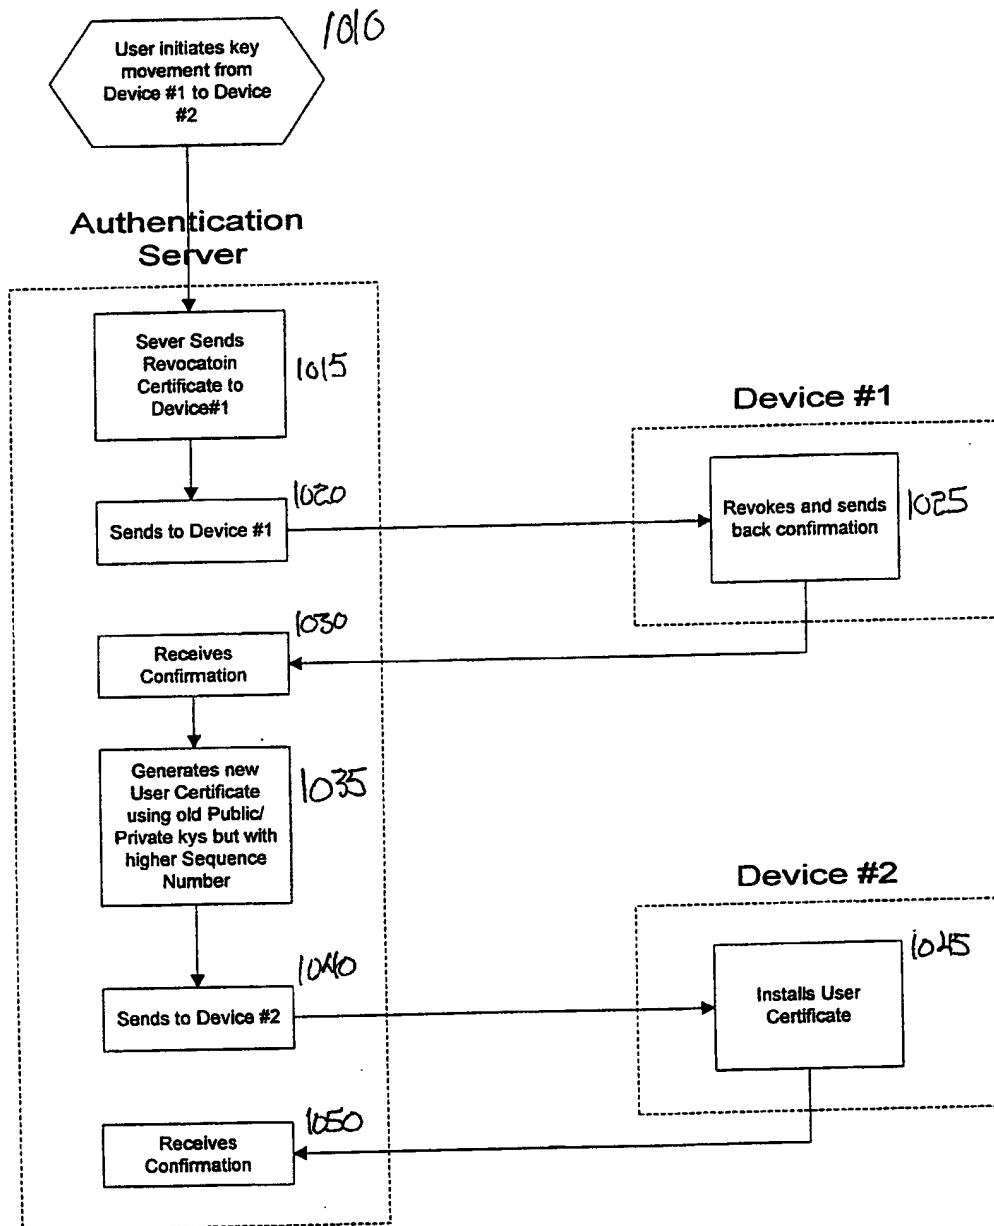 1010
User initiates key
movement from
Device #1 to Device
#2
Authentication
Server
Sever Sends
Revocatoin
Certificate to
Device#1
1015
Device #1
1020
Sends to Device #1
Revokes and sends
back confirmation
1025
1030
Receives
Confirmation
Generates new
User Certificate
using old Public/
Private kys but with
higher Sequence
Number
1035
Device #2
1040
Sends to Device #2
Installs User
Certificate
1045
1050
Receives
Confirmation